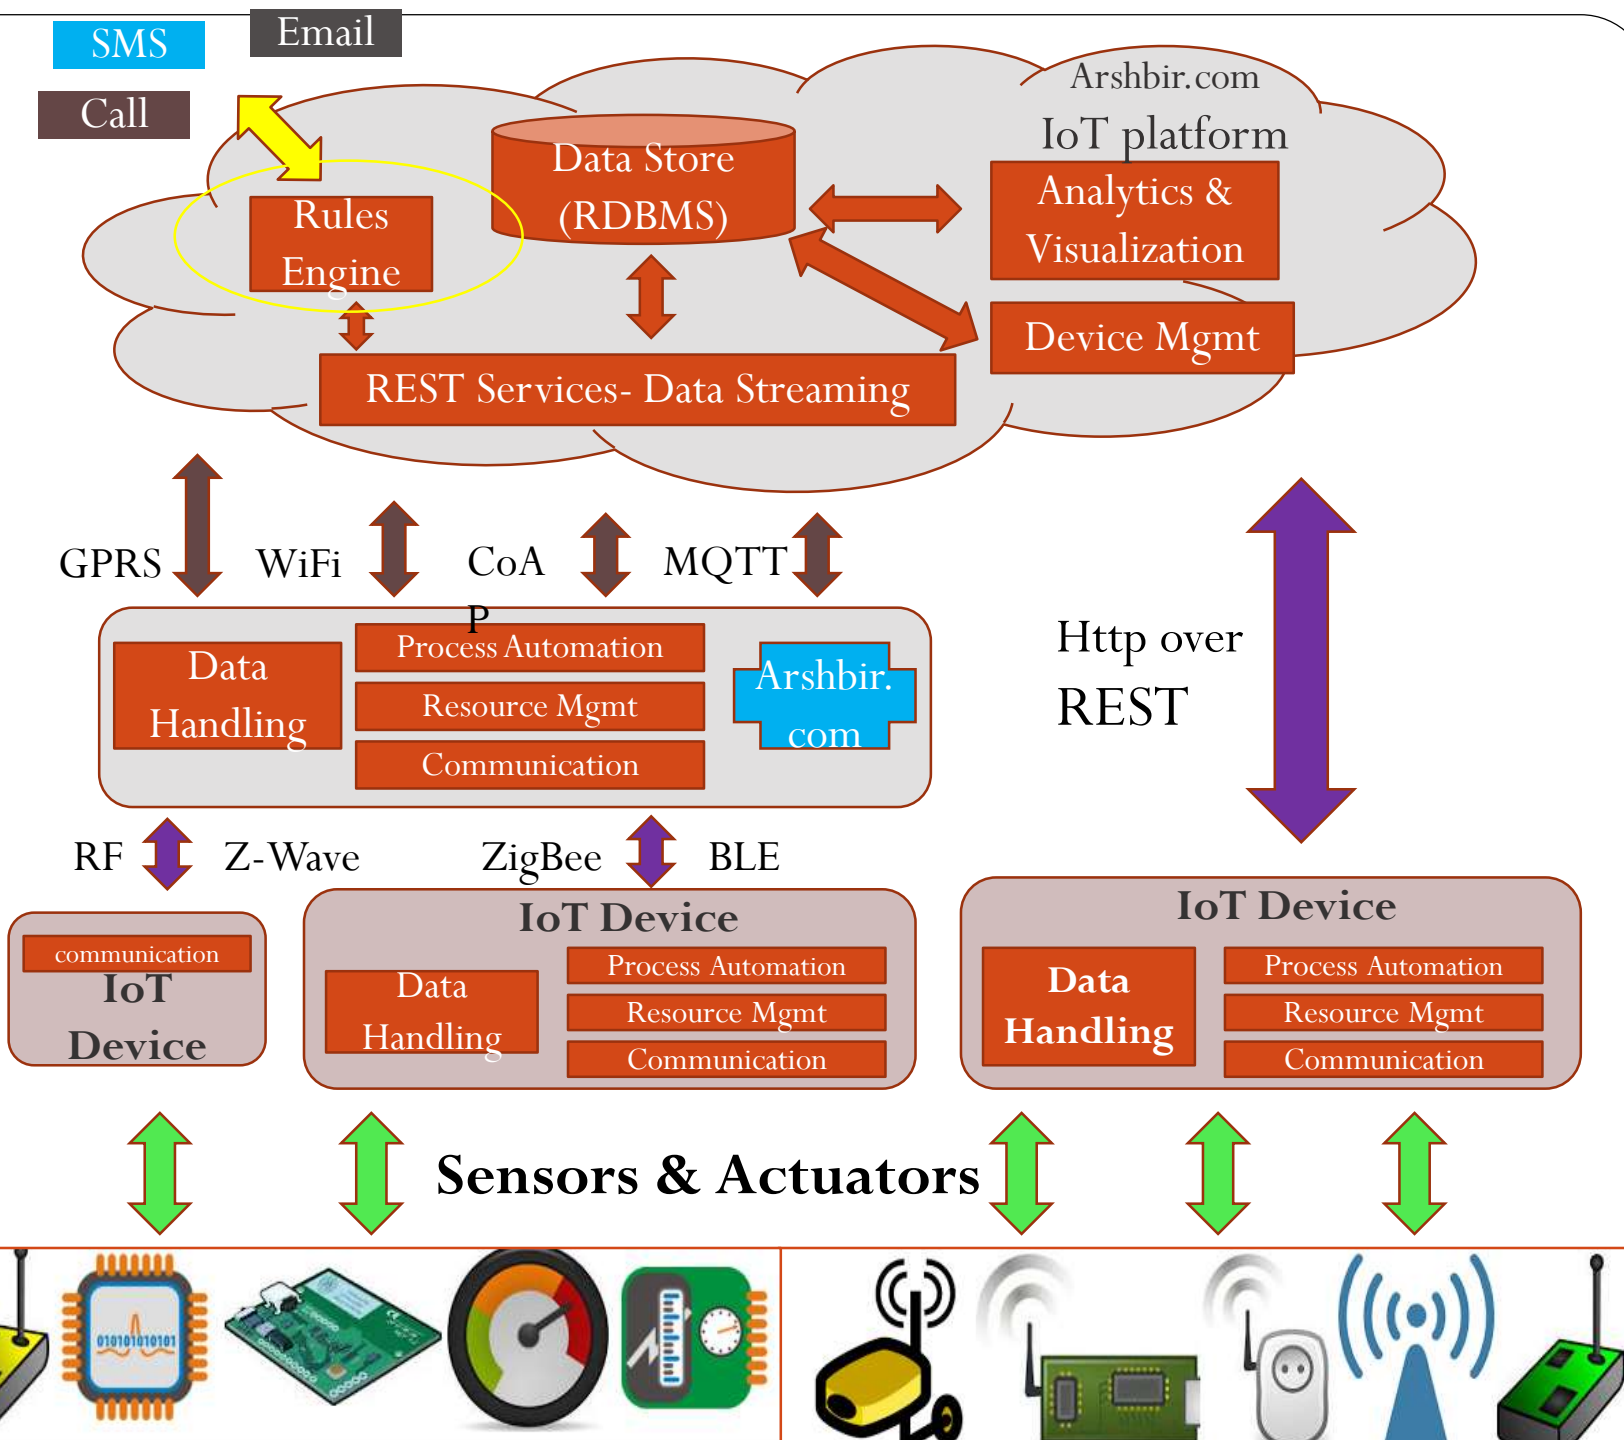 SMS
Email
Call
Arshbir.com
IoT platform
Data Store
(RDBMS)
Rules
Engine
Analytics &
Visualization
Device Mgmt
REST Services- Data Streaming
GPRS
WiFi
CoA
P
MQTT
Http over
REST
Data
Handling
Process Automation
Resource Mgmt
Communication
Arshbir.
com
RF
Z-Wave
ZigBee
BLE
communication
IoT
Device
IoT Device
Data
Handling
Process Automation
Resource Mgmt
Communication
IoT Device
Data
Handling
Process Automation
Resource Mgmt
Communication
Sensors & Actuators
010101010101